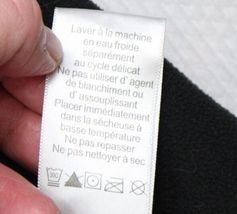 Laver à la machine
en eau froide
séparément
au cycle délicat
Ne pas utiliser d' agent
de blanchiment ou
d' assouplissant
Placer immédiatement
dans la sécheuse à
basse température
Ne pas repasser
Ne pas nettoyer à sec